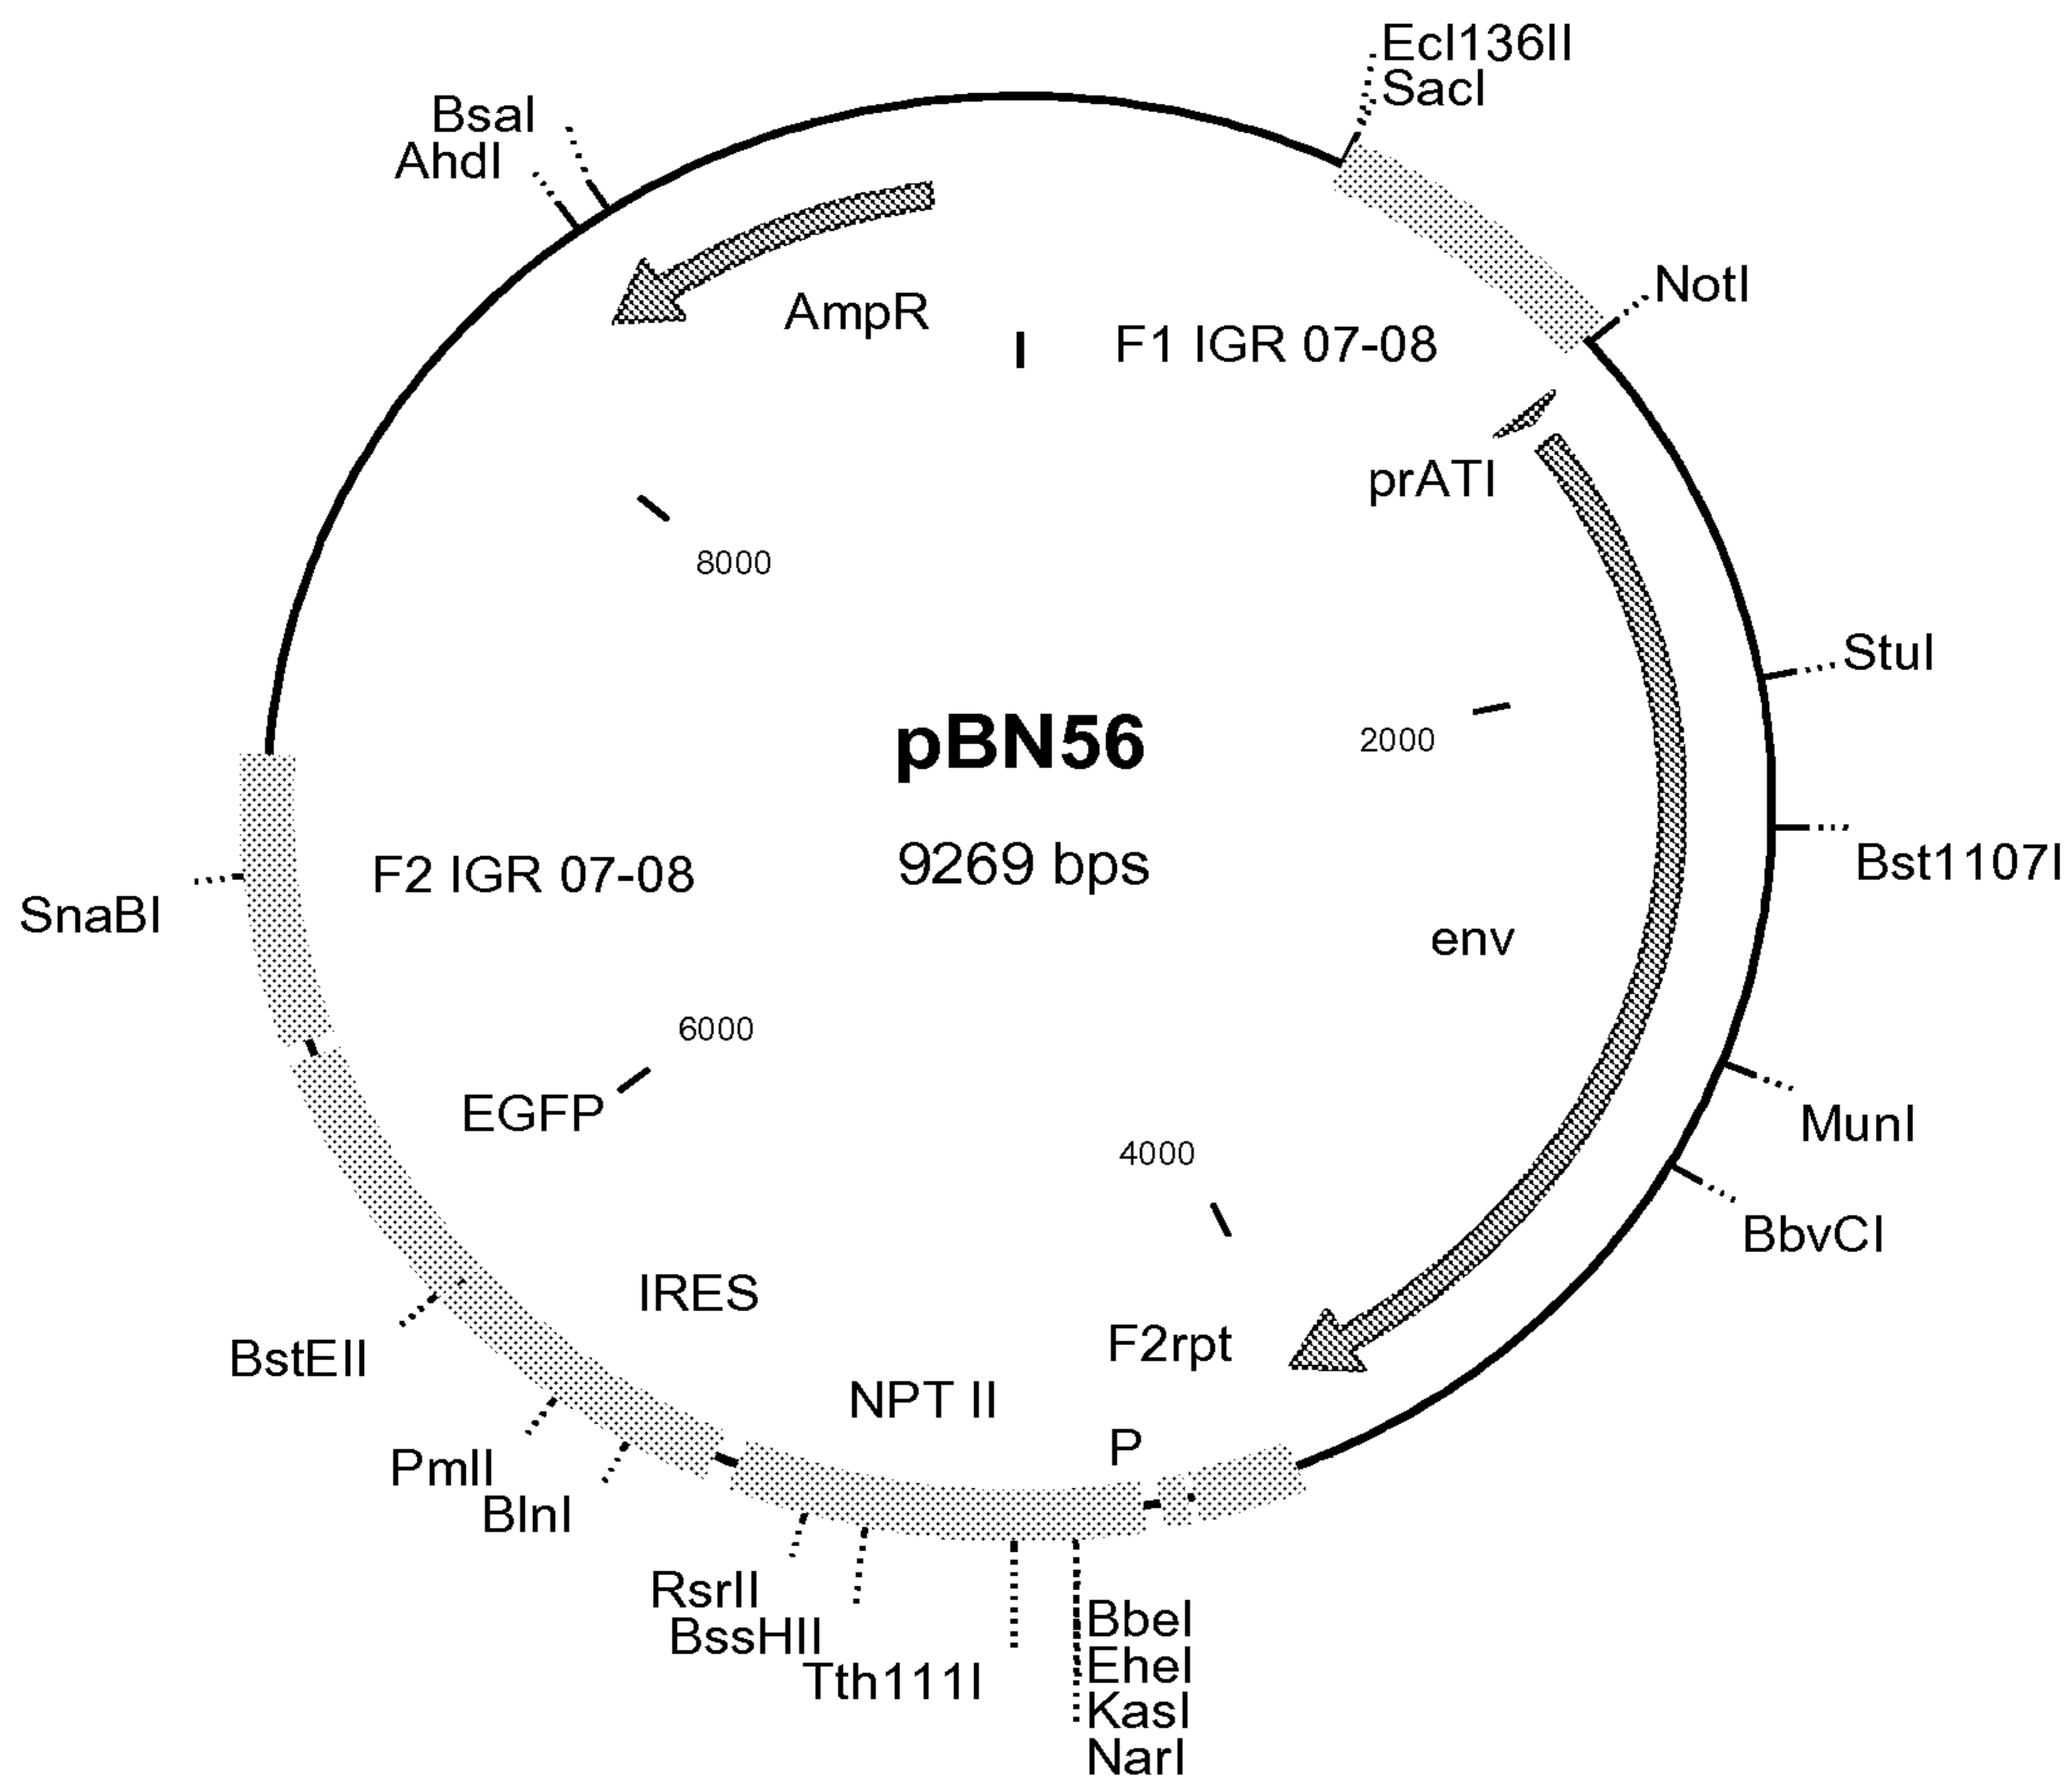 Ecl136II
SacI
BsaI
AhdI
NotI
AmpR
F1 IGR 07-08
prATI
8000
StuI
2000
pBN56
9269 bps
Bst1107I
F2 IGR 07-08
SnaBI
env
6000
EGFP
MunI
4000
BbvCI
IRES
F2rpt
BstEII
NPT II
P
PmlI
BlnI
RsrII
BssHII
Tth111I
BbeI
EheI
KasI
NarI